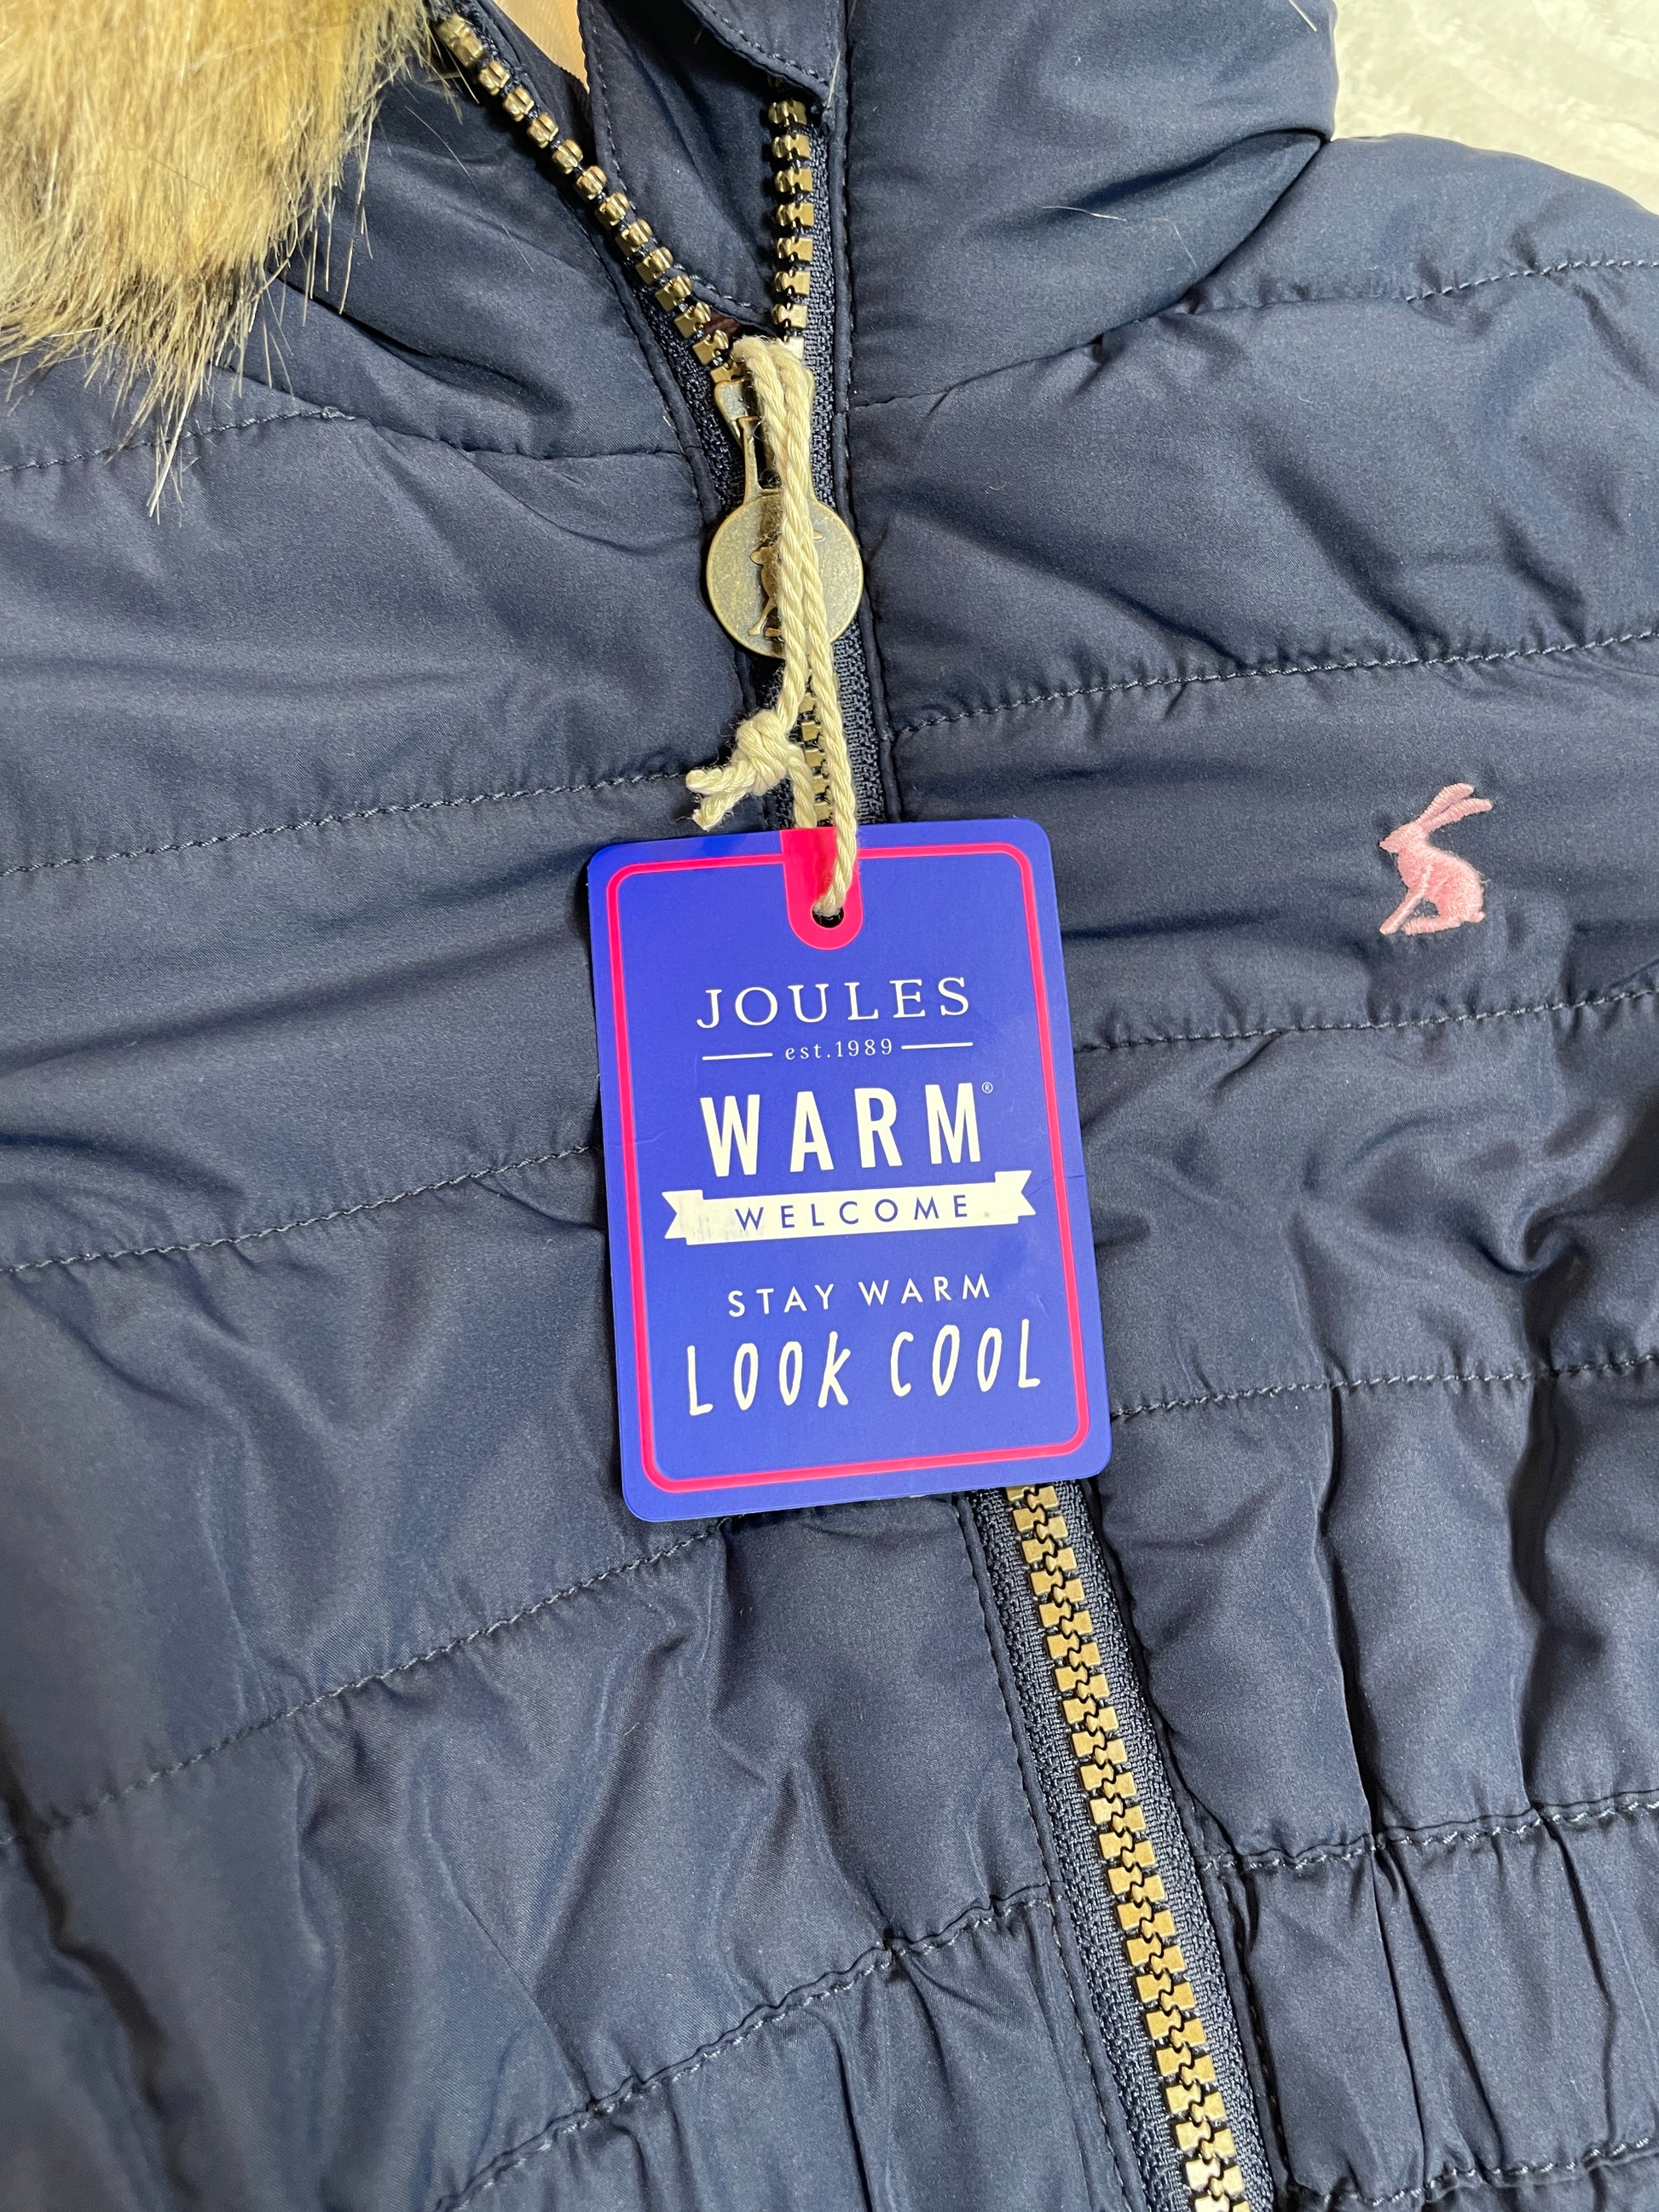 JOULES
est.1989
WARM®
WELCOME
STAY WARM
LOOK COOL